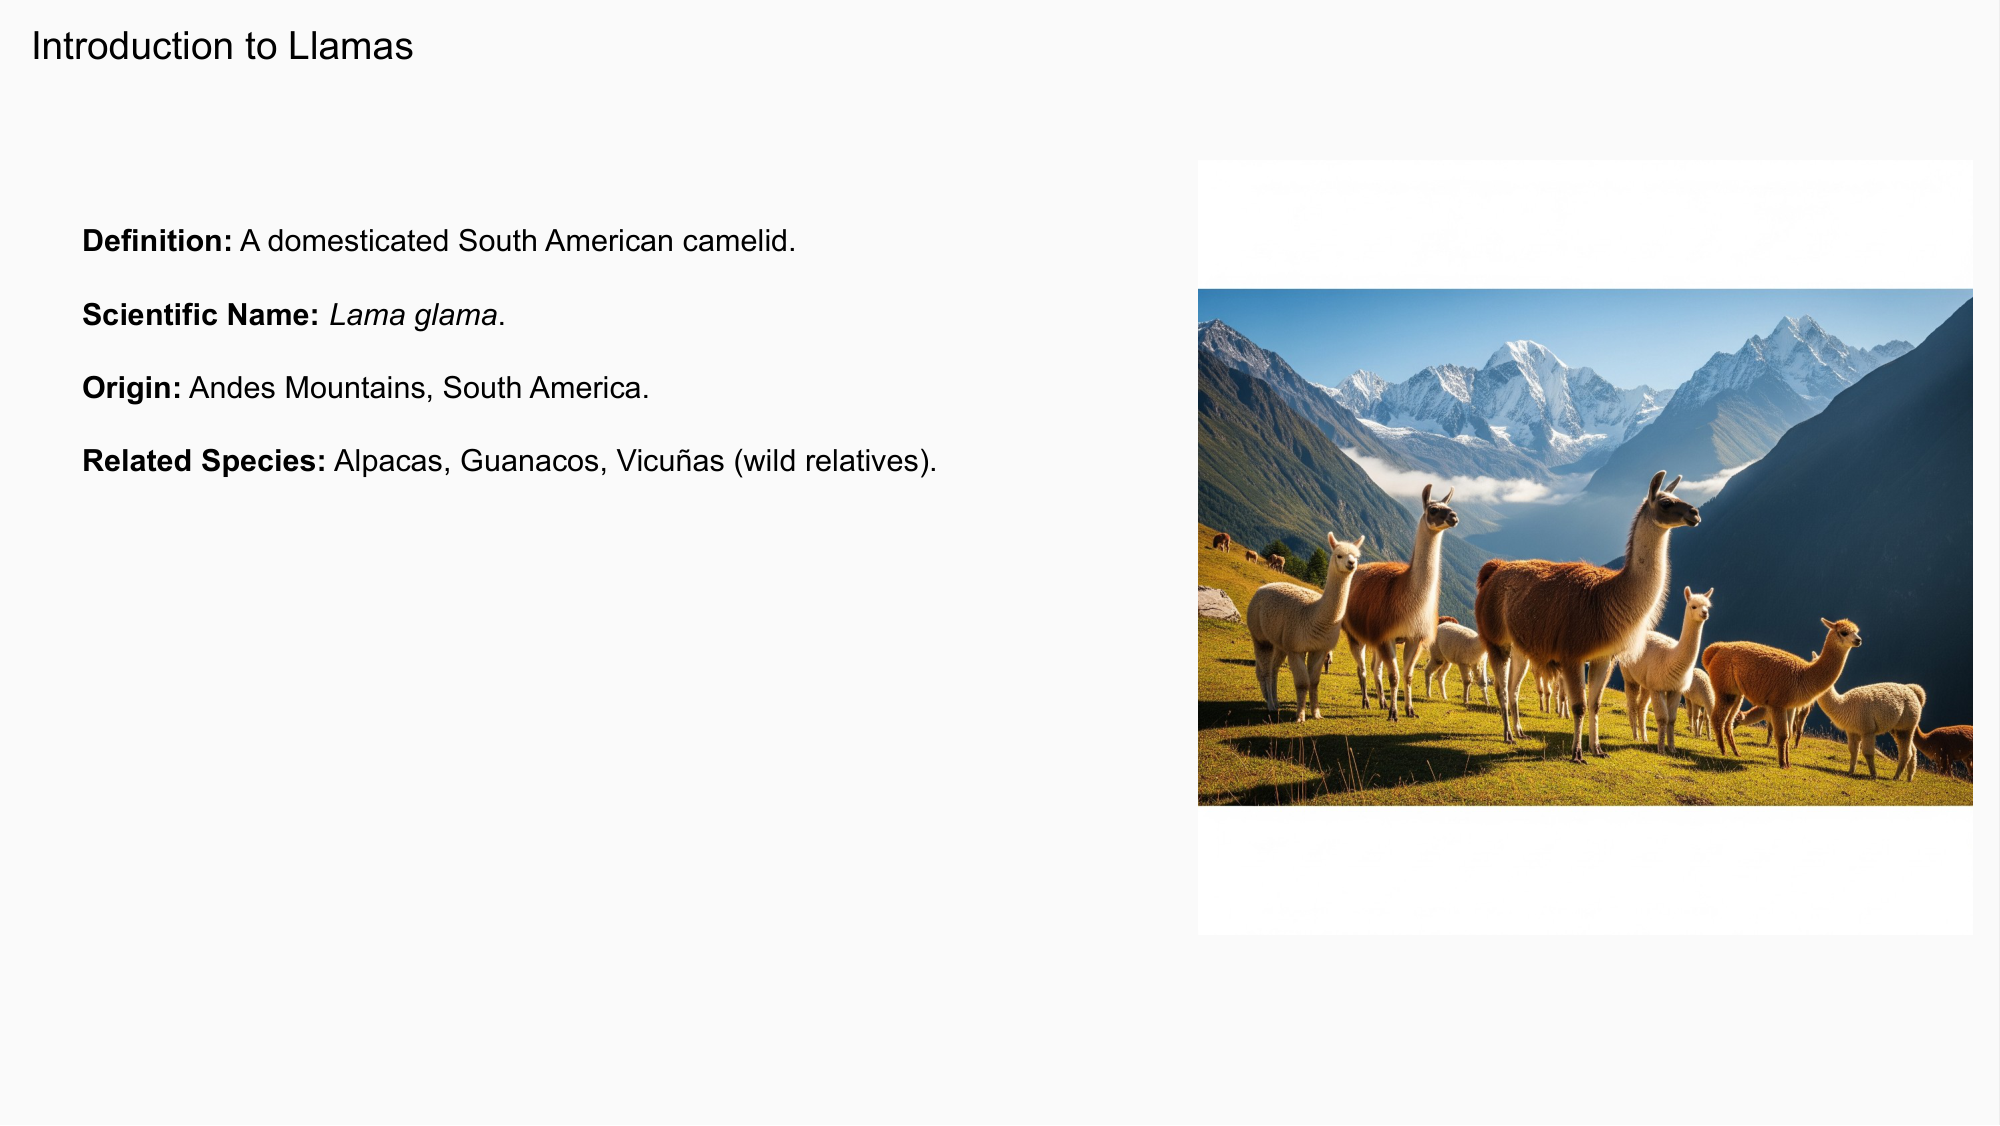 Introduction to Llamas
Definition: A domesticated South American camelid.
Scientific Name: Lama glama.
Origin: Andes Mountains, South America.
Related Species: Alpacas, Guanacos, Vicuñas (wild relatives).